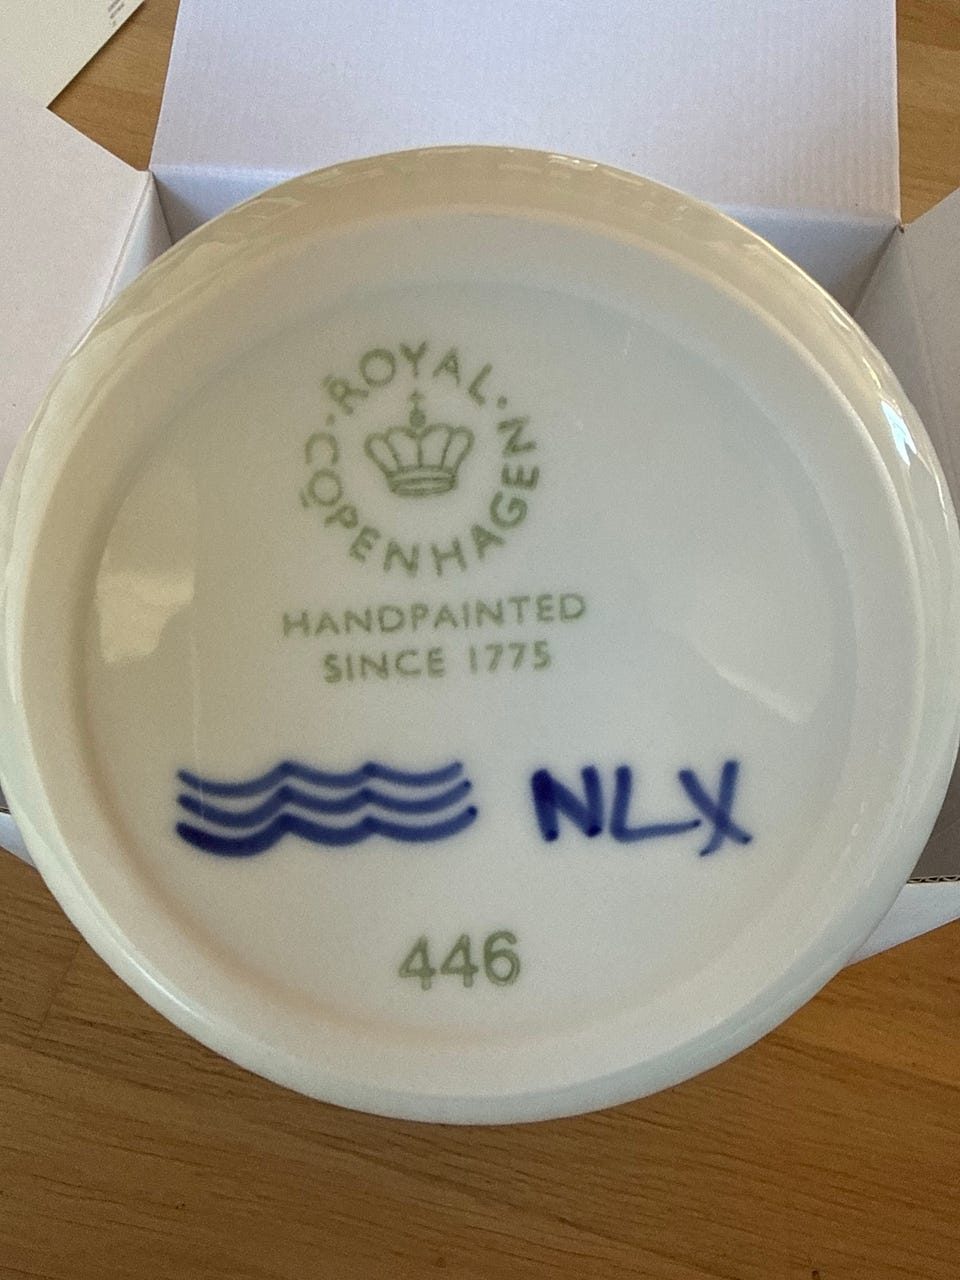 ROYAL
COPENHAGEN
HANDPAINTED
SINCE 1775
NLX
446